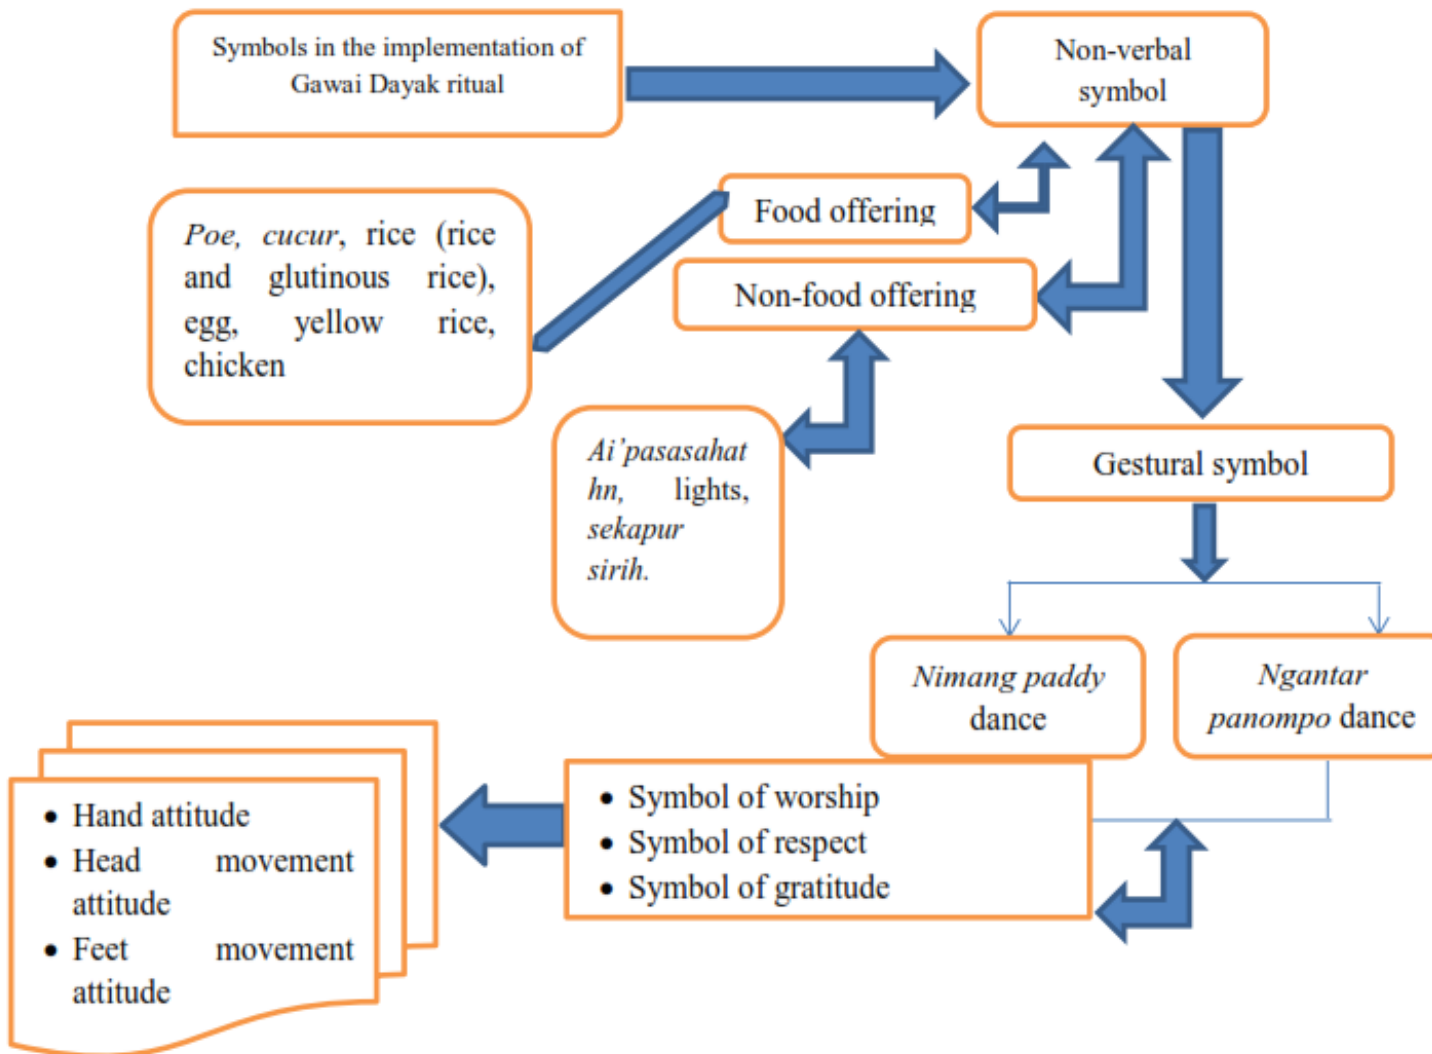 Symbols in the implementation of
Gawai Dayak ritual
Non-verbal
symbol
Food offering
Poe, cucur, rice (rice
and glutinous rice),
egg, yellow rice,
chicken
Non-food offering
Ai'pasasahat
hn, lights,
sekapur
sirih.
Gestural symbol
Nimang paddy
dance
Ngantar
panompo dance
• Symbol of worship
• Symbol of respect
• Symbol of gratitude
• Hand attitude
• Head movement
attitude
• Feet movement
attitude